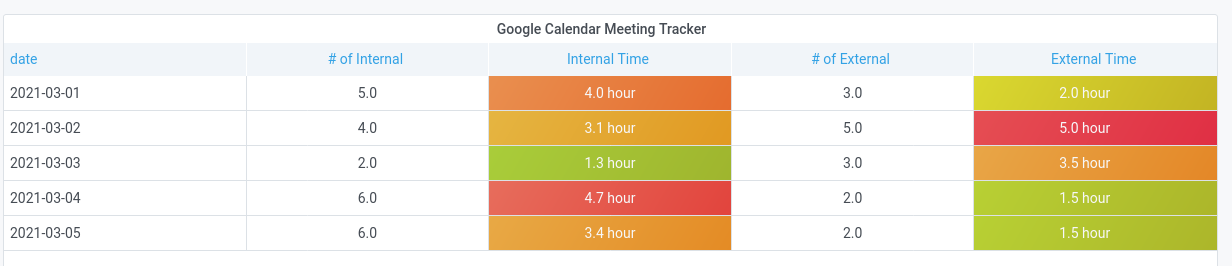 Google Calendar Meeting Tracker
date # of Internal Internal Time # of External External Time
2021-03-01 5.0 4.0 hour 3.0 2.0 hour
2021-03-02 4.0 3.1 hour 5.0 5.0 hour
2021-03-03 2.0 1.3 hour 3.0 3.5 hour
2021-03-04 6.0 4.7 hour 2.0 1.5 hour
2021-03-05 6.0 3.4 hour 2.0 1.5 hour